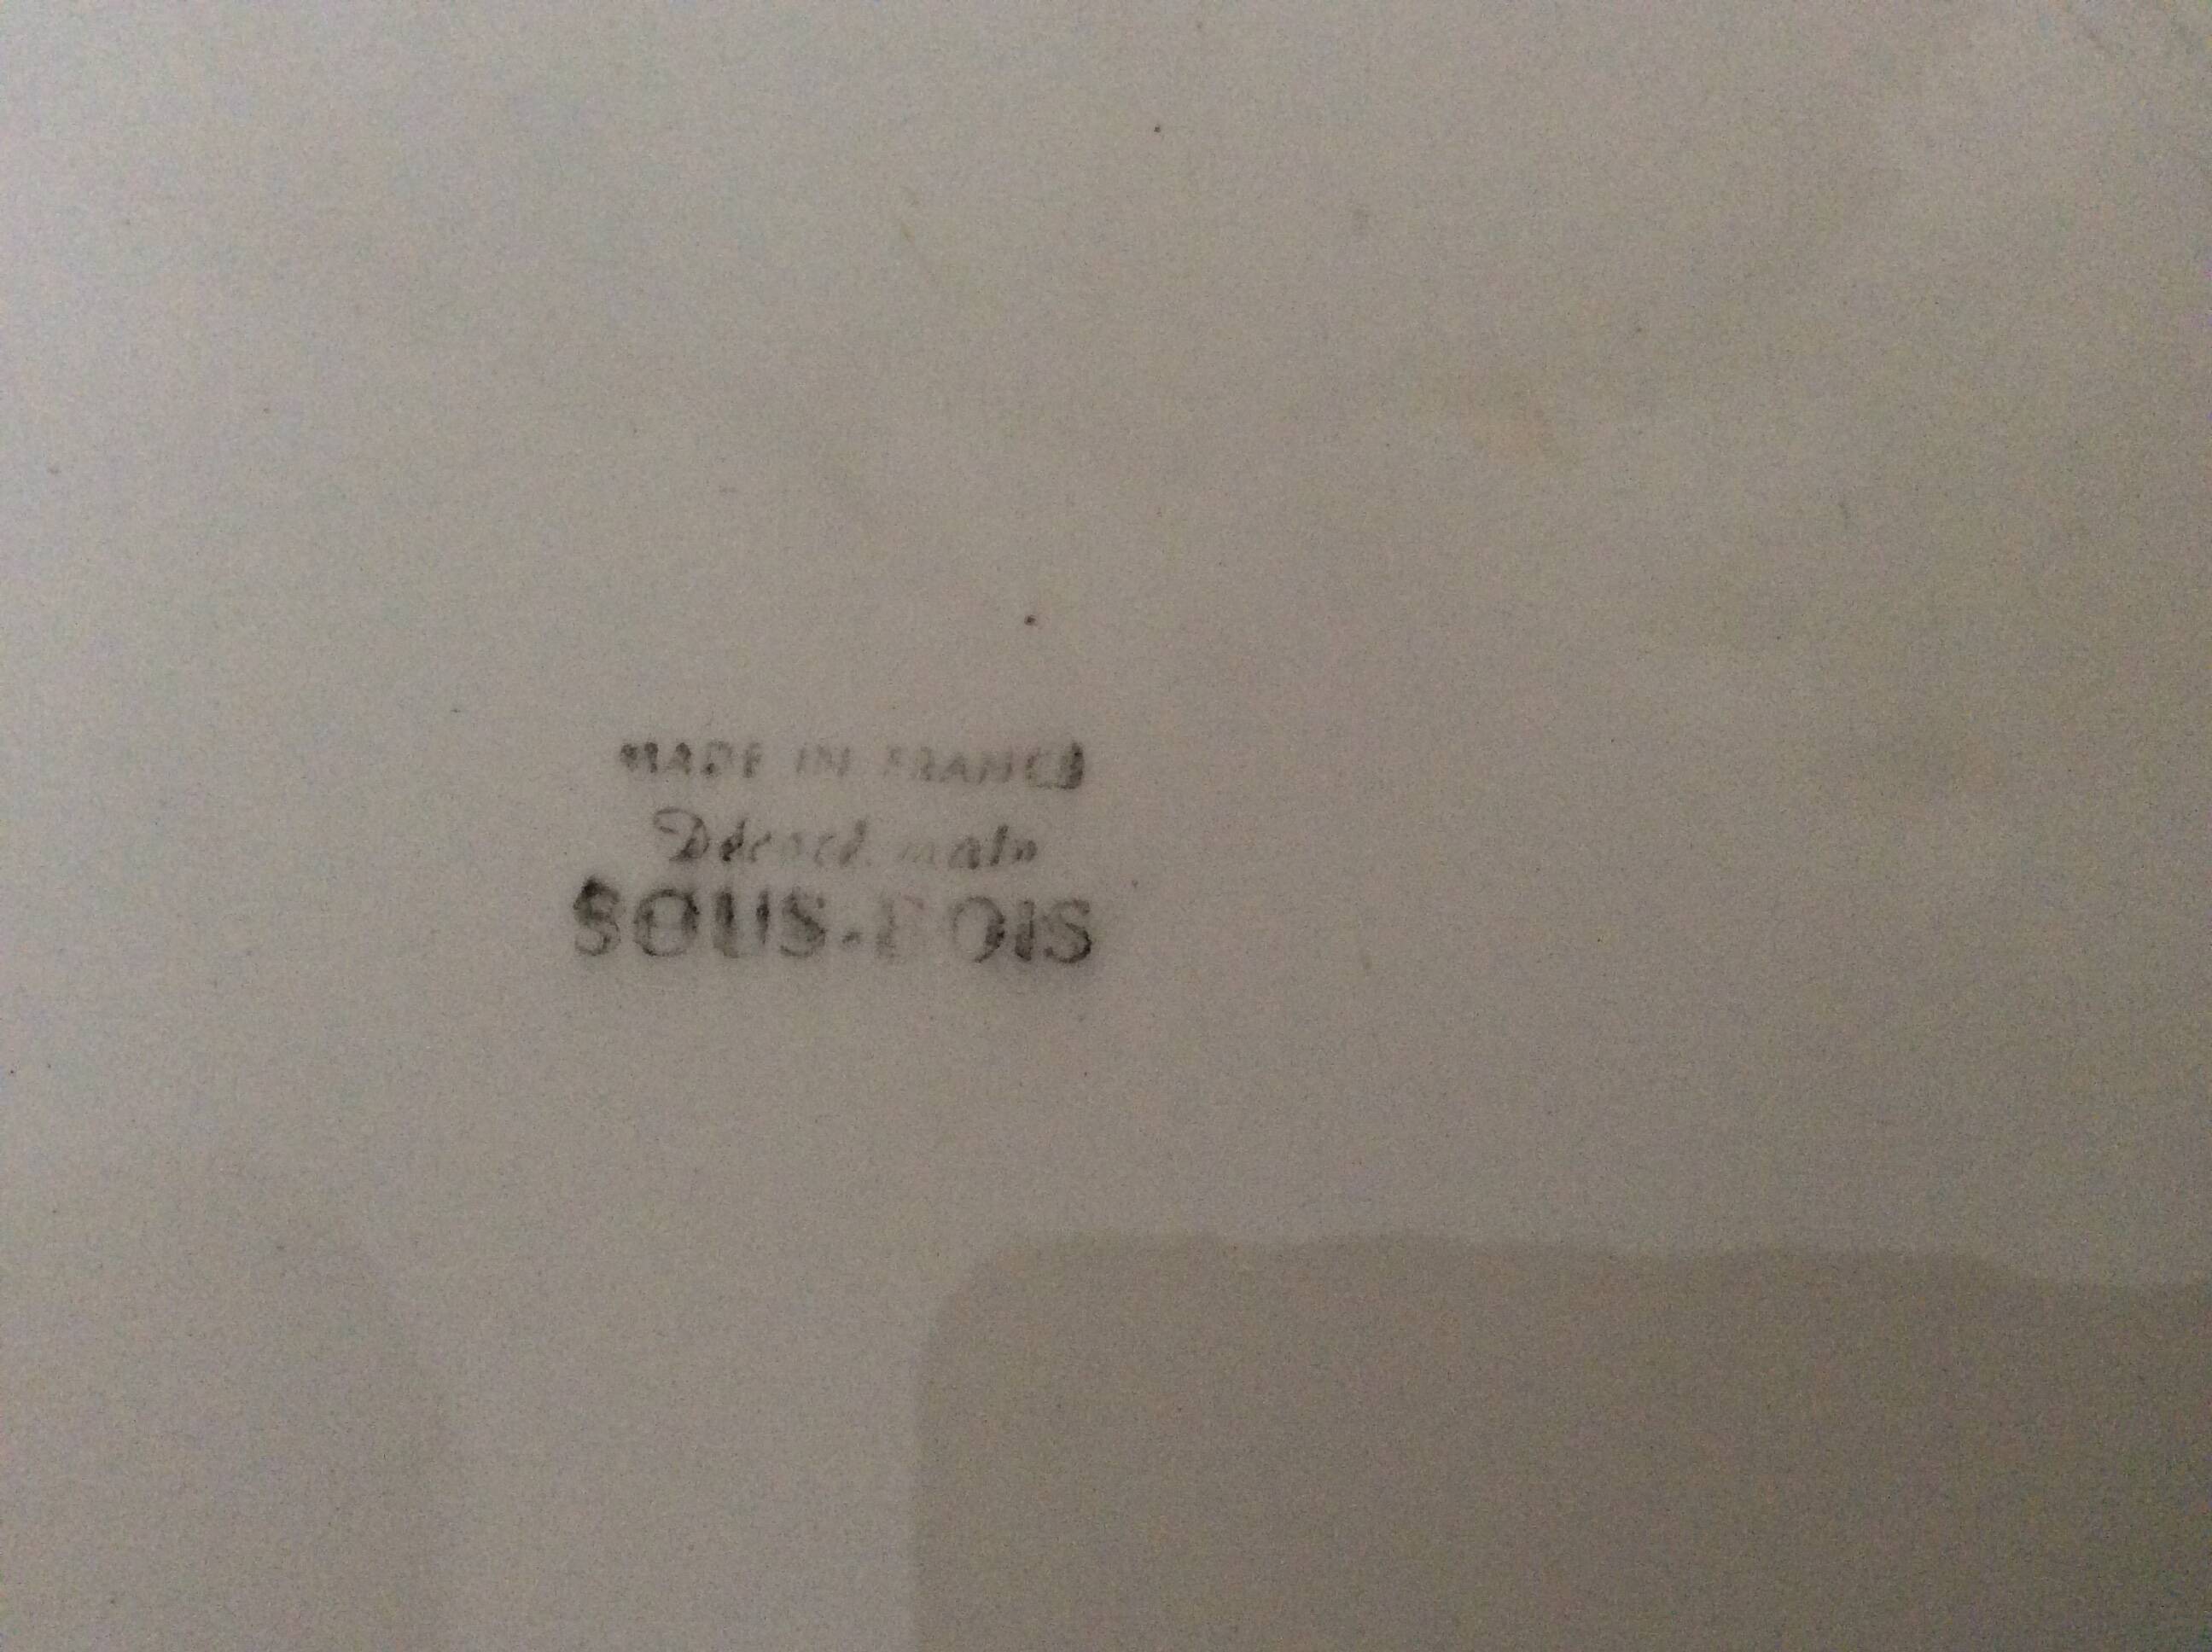 MADE IN FRANCE
Décoré main
SOUS-BOIS